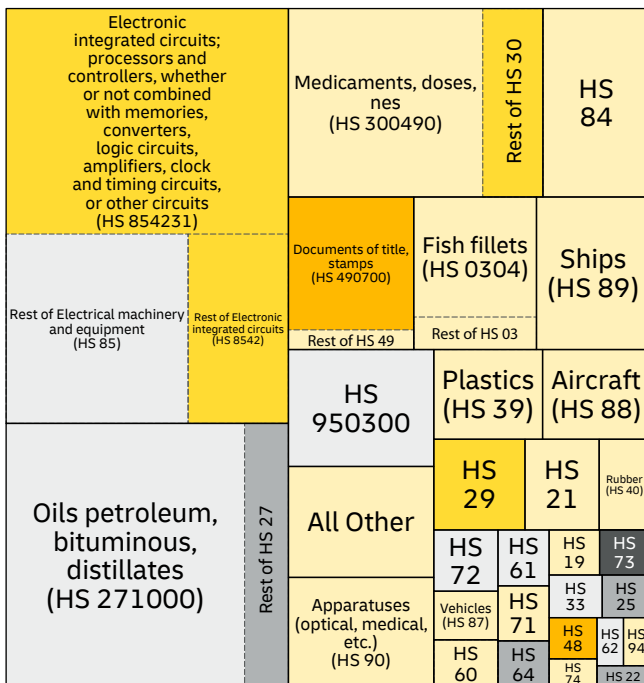 Electronic
integrated circuits;
processors and
controllers, whether
or not combined
with memories,
converters,
logic circuits,
amplifiers, clock
and timing circuits,
or other circuits
(HS 854231)
Rest of Electrical machinery
and equipment
(HS 85)
Rest of Electronic
integrated circuits
(HS 8542)
Oils petroleum,
bituminous,
distillates
(HS 271000)
Rest of HS 27
Medicaments, doses,
nes
(HS 300490)
Rest of HS 30
HS
84
Documents of title,
stamps
(HS 490700)
Rest of HS 49
Fish fillets
(HS 0304)
Rest of HS 03
Ships
(HS 89)
HS
950300
All Other
Apparatuses
(optical, medical,
etc.)
(HS 90)
Plastics
(HS 39)
Aircraft
(HS 88)
HS
29
HS
21
Rubber
(HS 40)
HS
72
HS
61
HS
19
HS
73
Vehicles
(HS 87)
HS
71
HS
33
HS
25
HS
60
HS
64
HS
48
HS
62
HS
94
HS
74
HS 22